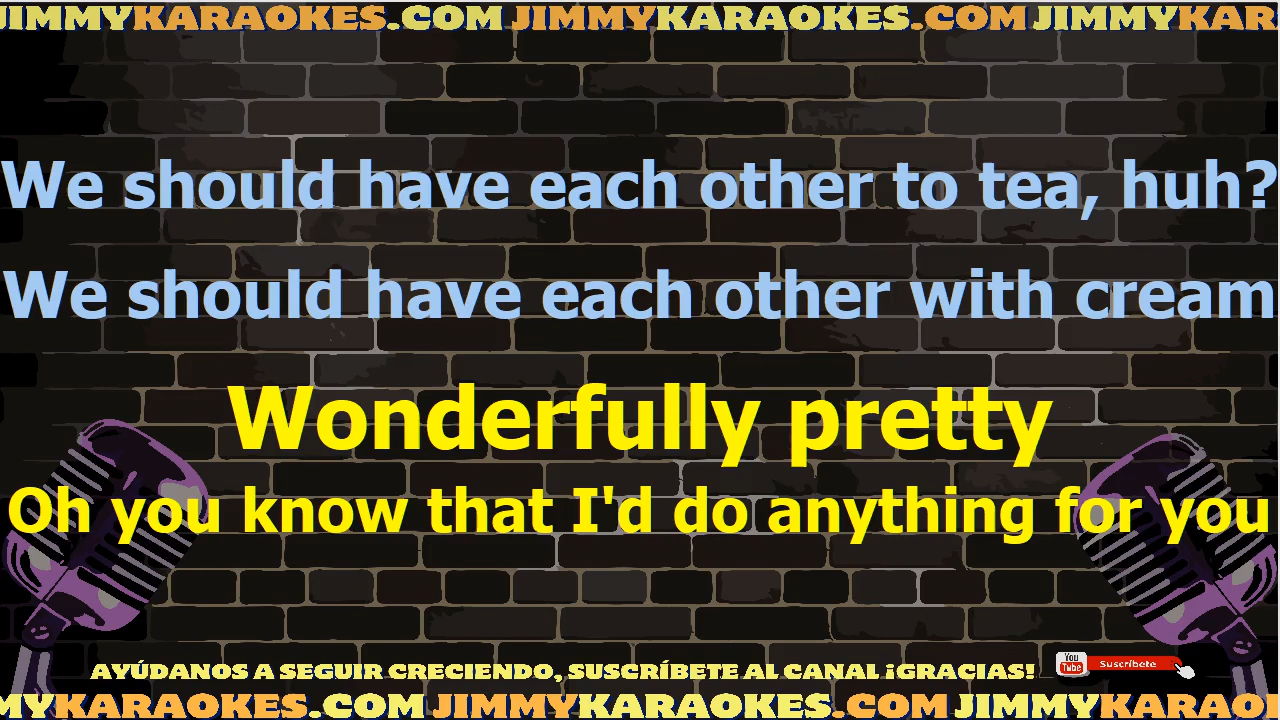 JIMMYKARAOKES.COM JIMMYKARAOKES.COM JIMMYKAR
We should have each other to tea, huh?
We should have each other with cream
Wonderfully pretty
Oh you know that I'd do anything for you
AYÚDANOS A SEGUIR CRECIENDO, SUSCRÍBETE AL CANAL ¡GRACIAS!
You Tube Suscríbete
MYKARAOKES.COM JIMMYKARAOKES.COM JIMMYKARAOI